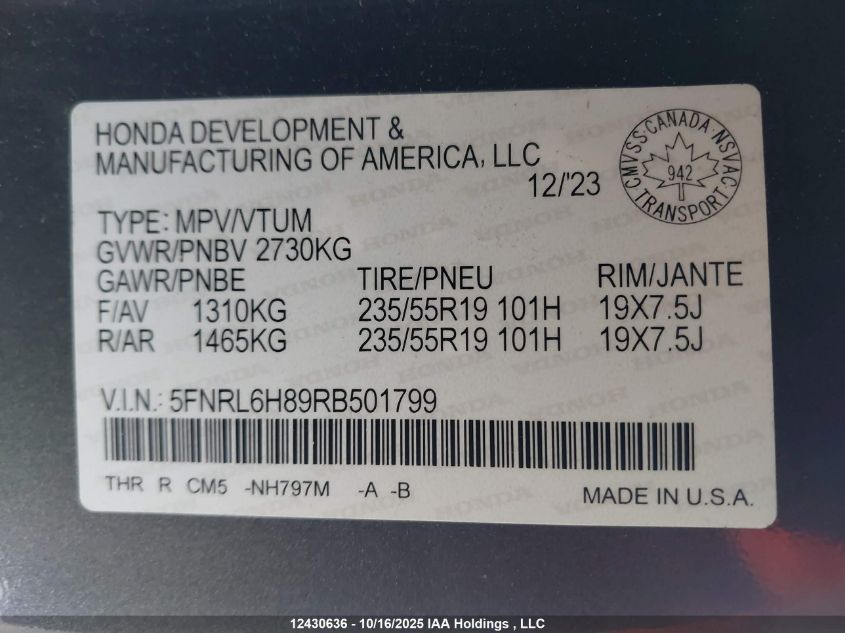 HONDA DEVELOPMENT &
MANUFACTURING OF AMERICA, LLC
12/'23
CMVSS·CANADA NSVAC
942
TRANSPORT
TYPE: MPV/VTUM
GVWR/PNBV 2730KG
GAWR/PNBE TIRE/PNEU RIM/JANTE
F/AV 1310KG 235/55R19 101H 19X7.5J
R/AR 1465KG 235/55R19 101H 19X7.5J
V.I.N.: 5FNRL6H89RB501799
THR R CM5 -NH797M -A -B MADE IN U.S.A.
12430636 - 10/16/2025 IAA Holdings , LLC